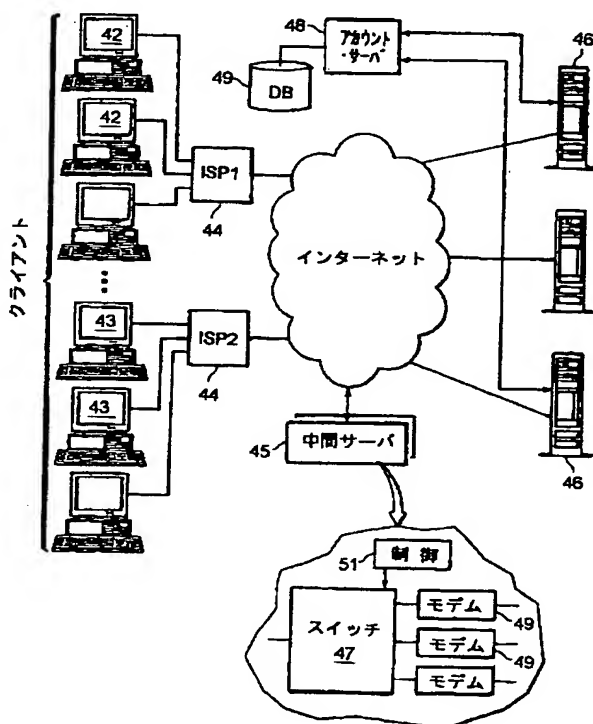 クライアント
42
42
43
43
ISP1
44
ISP2
44
48
アカウント
・サーバ
49
DB
インターネット
46
46
45
中間サーバ
51
制御
スイッチ
47
モデム
49
モデム
49
モデム